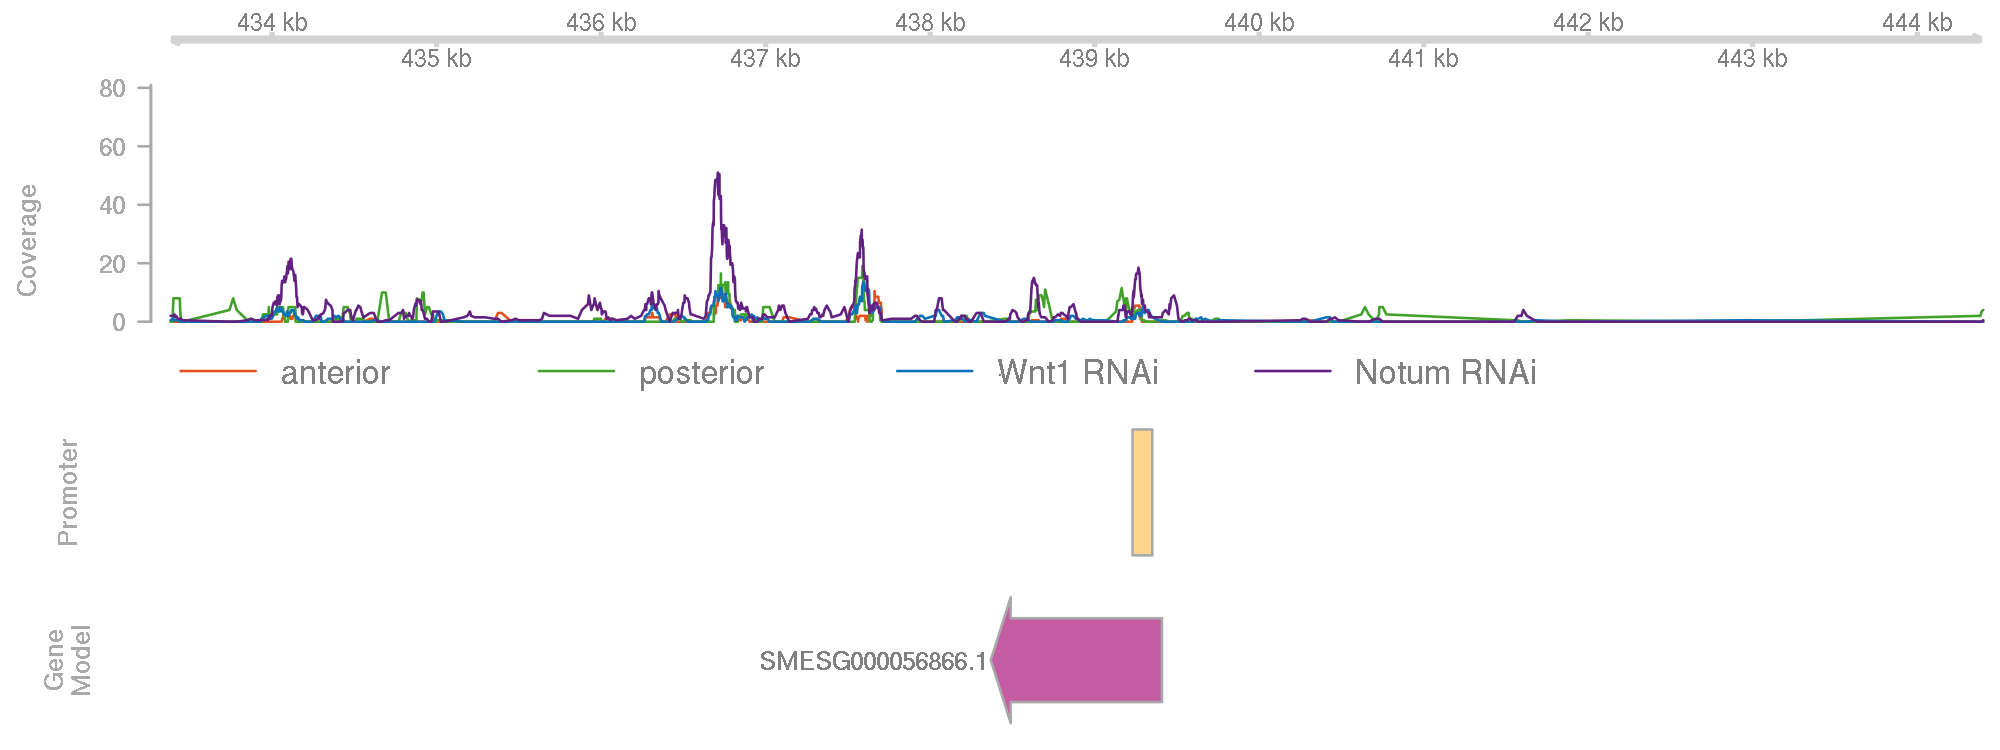 434 kb 436 kb 438 kb 440 kb 442 kb 444 kb
435 kb 437 kb 439 kb 441 kb 443 kb
80
60
40
20
0
Coverage
anterior posterior Wnt1 RNAi Notum RNAi
Promoter
Gene
Model
SMESG000056866.1